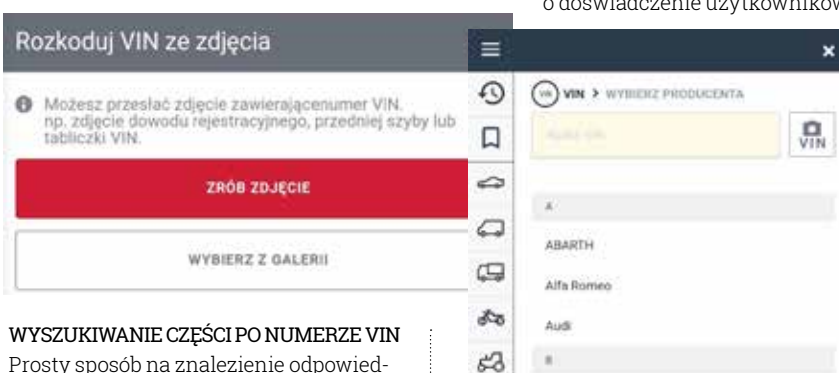 o doświadczenie użytkowników
Rozkoduj VIN ze zdjęcia
Możesz przesłać zdjęcie zawierającenumer VIN.
np. zdjęcie dowodu rejestracyjnego, przedniej szyby lub
tabliczki VIN.
ZRÓB ZDJĘCIE
WYBIERZ Z GALERII
WYSZUKIWANIE CZĘŚCI PO NUMERZE VIN
Prosty sposób na znalezienie odpowied-
VIN > WYBIERZ PRODUCENTA
VIN
A
ABARTH
Alfa Romeo
Audi
B